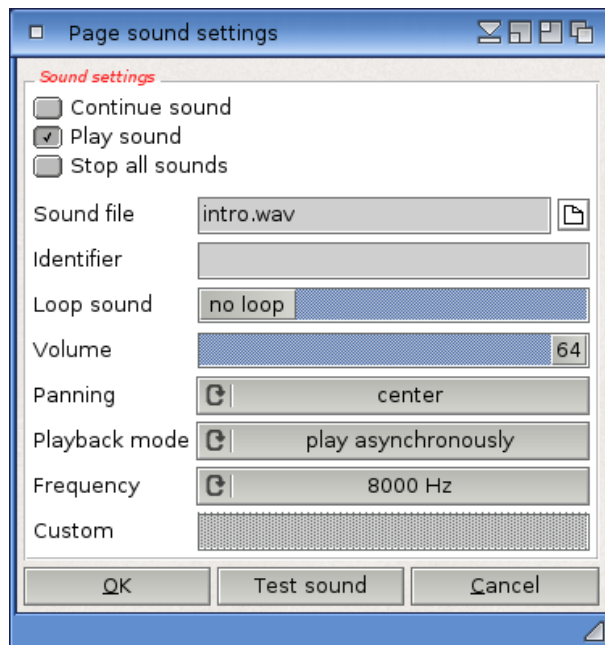 Page sound settings
Sound settings
Continue sound
Play sound
Stop all sounds
Sound file intro.wav
Identifier
Loop sound no loop
Volume 64
Panning center
Playback mode play asynchronously
Frequency 8000 Hz
Custom
OK Test sound Cancel